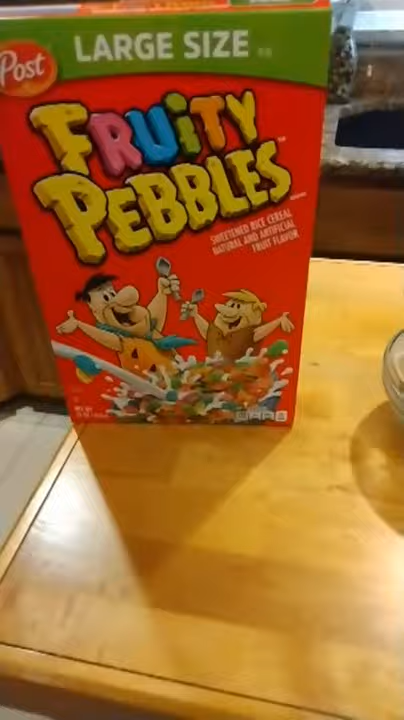 Post
LARGE SIZE
FRUITY
PEBBLES
SWEETENED RICE CEREAL
NATURAL AND ARTIFICIAL
FRUIT FLAVOR